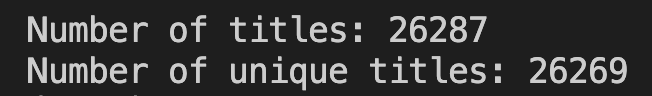 Number of titles: 26287
Number of unique titles: 26269